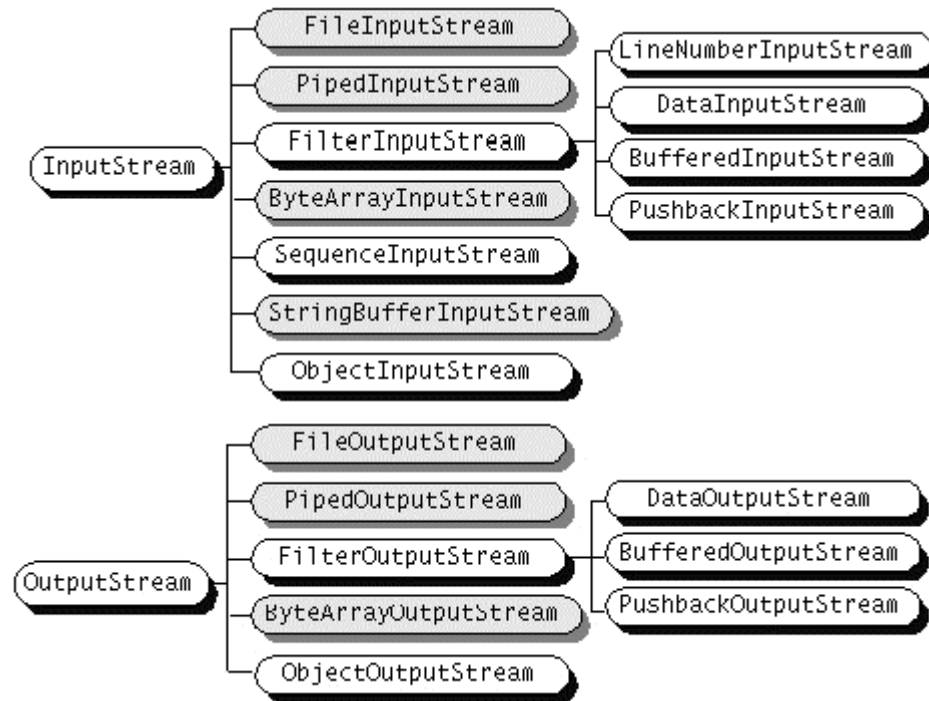 InputStream
FileInputStream
PipedInputStream
FilterInputStream
ByteArrayInputStream
SequenceInputStream
StringBufferInputStream
ObjectInputStream
LineNumberInputStream
DataInputStream
BufferedInputStream
PushbackInputStream
OutputStream
FileOutputStream
PipedOutputStream
FilterOutputStream
ByteArrayOutputStream
ObjectOutputStream
DataOutputStream
BufferedOutputStream
PushbackOutputStream